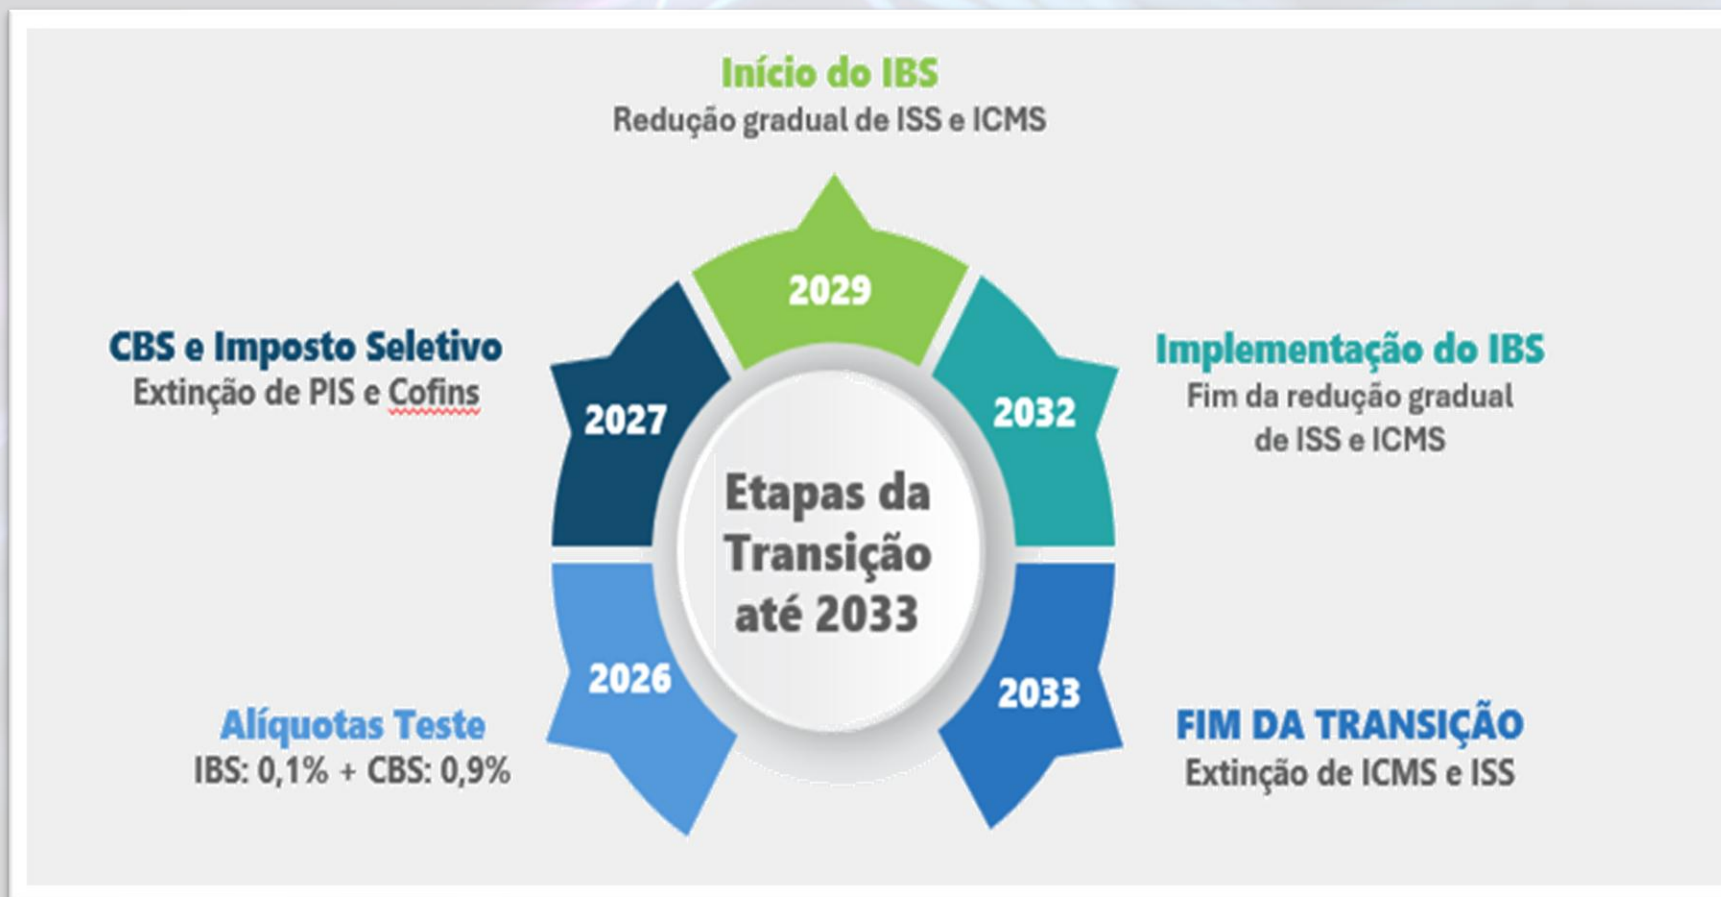 Início do IBS
Redução gradual de ISS e ICMS
2029
CBS e Imposto Seletivo
Extinção de PIS e Cofins
2027
Implementação do IBS
Fim da redução gradual
de ISS e ICMS
2032
Etapas da
Transição
até 2033
2026
Alíquotas Teste
IBS: 0,1% + CBS: 0,9%
2033
FIM DA TRANSIÇÃO
Extinção de ICMS e ISS